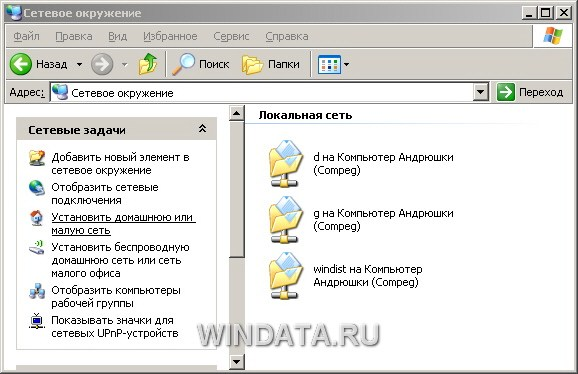 Сетевое окружение
Файл Правка Вид Избранное Сервис Справка
Назад Поиск Папки
Адрес: Сетевое окружение Переход
Сетевые задачи
Добавить новый элемент в
сетевое окружение
Отобразить сетевые
подключения
Установить домашнюю или
малую сеть
Установить беспроводную
домашнюю сеть или сеть
малого офиса
Отобразить компьютеры
рабочей группы
Показывать значки для
сетевых UPnP-устройств
Локальная сеть
d на Компьютер Андрюшки
(Compeg)
g на Компьютер Андрюшки
(Compeg)
windist на Компьютер
Андрюшки (Compeg)
WINDATA.RU